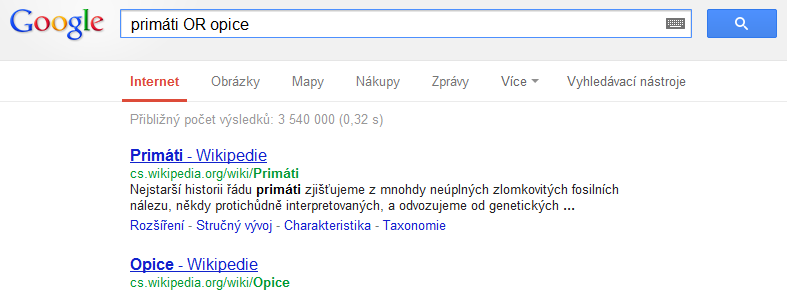 Google primáti OR opice
Internet Obrázky Mapy Nákupy Zprávy Více Vyhledávací nástroje
Přibližný počet výsledků: 3 540 000 (0,32 s)
Primáti - Wikipedie
cs.wikipedia.org/wiki/Primáti
Nejstarší historii řádu primáti zjišťujeme z mnohdy neúplných zlomkovitých fosilních
nálezu, někdy protichůdně interpretovaných, a odvozujeme od genetických ...
Rozšíření - Stručný vývoj - Charakteristika - Taxonomie
Opice - Wikipedie
cs.wikipedia.org/wiki/Opice